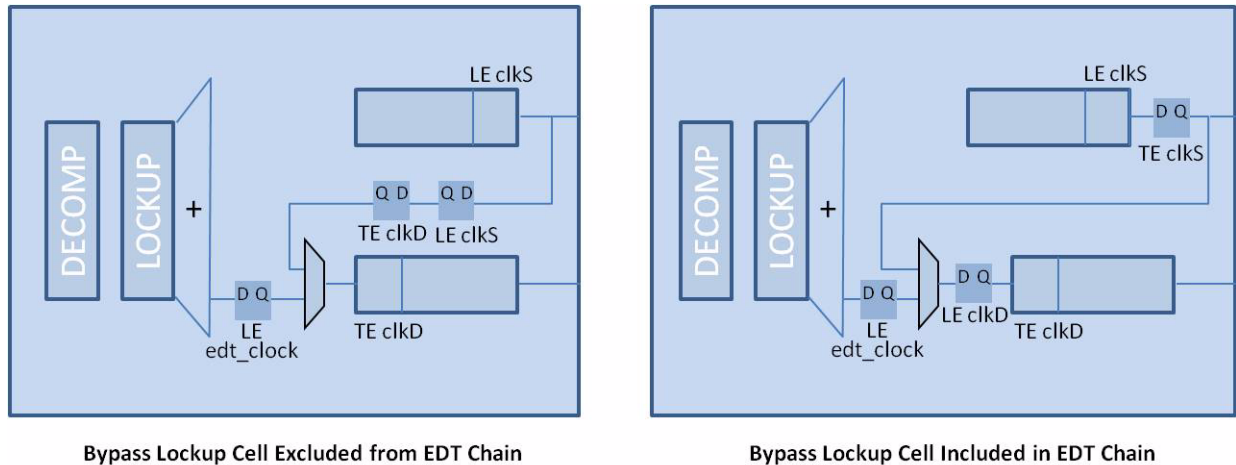 LE clkS
DECOMP
LOCKUP
+
Q D
Q D
TE clkD
LE clkS
D Q
LE
edt_clock
TE clkD
Bypass Lockup Cell Excluded from EDT Chain
LE clkS
D Q
TE clkS
DECOMP
LOCKUP
+
D Q
LE
edt_clock
D Q
LE clkD
TE clkD
Bypass Lockup Cell Included in EDT Chain